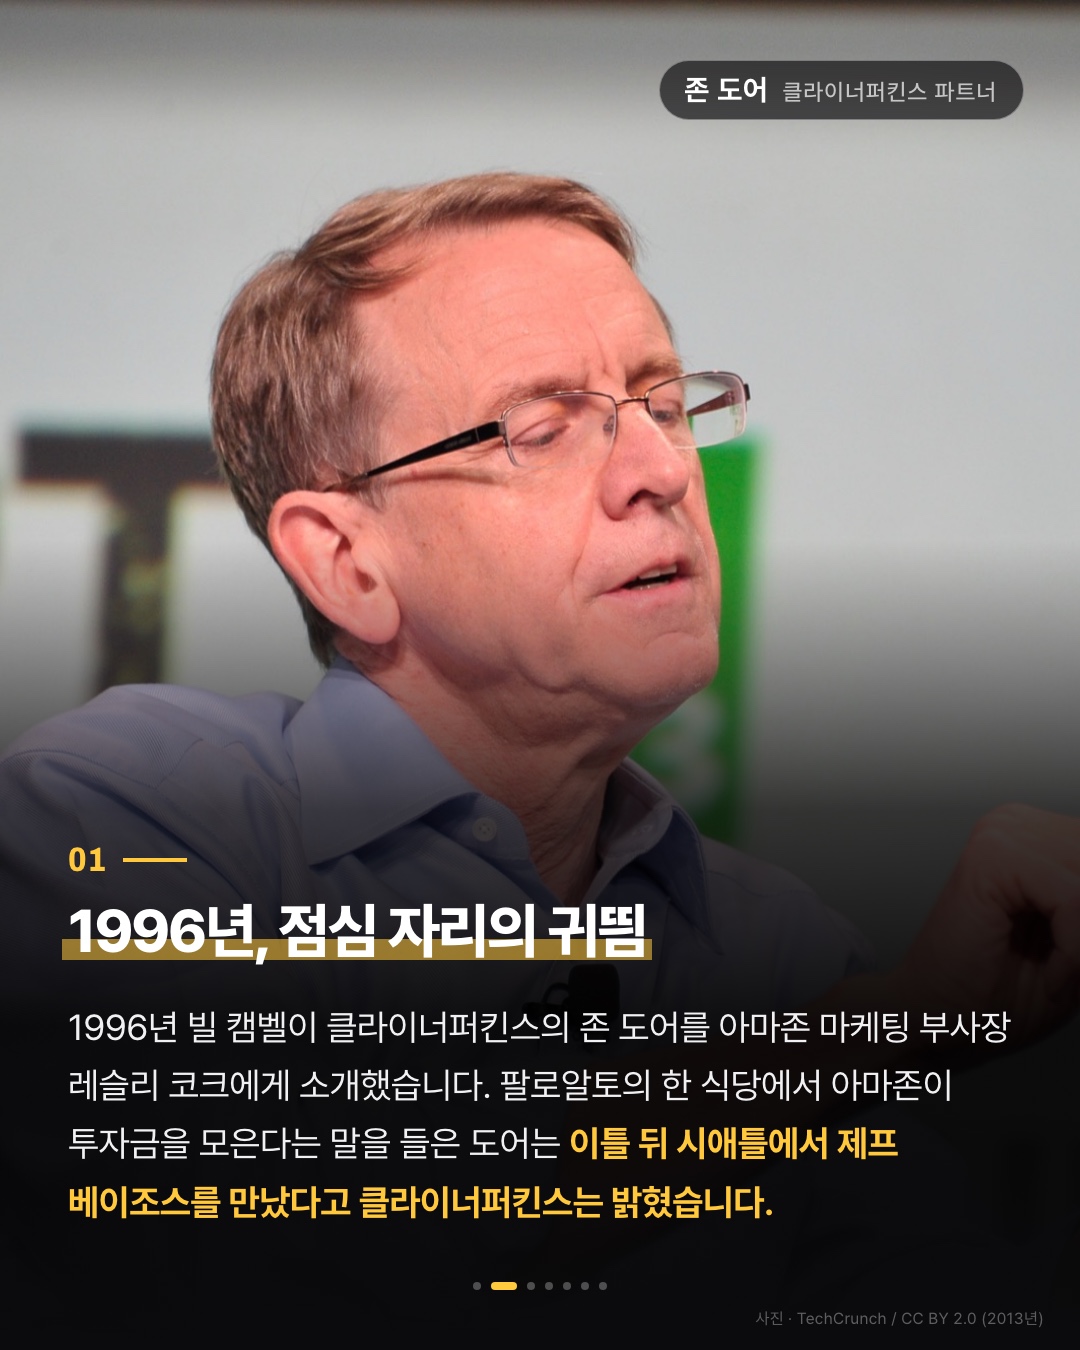 존 도어 클라이너퍼킨스 파트너
01
1996년, 점심 자리의 귀띔
1996년 빌 캠벨이 클라이너퍼킨스의 존 도어를 아마존 마케팅 부사장
레슬리 코크에게 소개했습니다. 팔로알토의 한 식당에서 아마존이
투자금을 모은다는 말을 들은 도어는 이틀 뒤 시애틀에서 제프
베이조스를 만났다고 클라이너퍼킨스는 밝혔습니다.
사진 · TechCrunch / CC BY 2.0 (2013년)